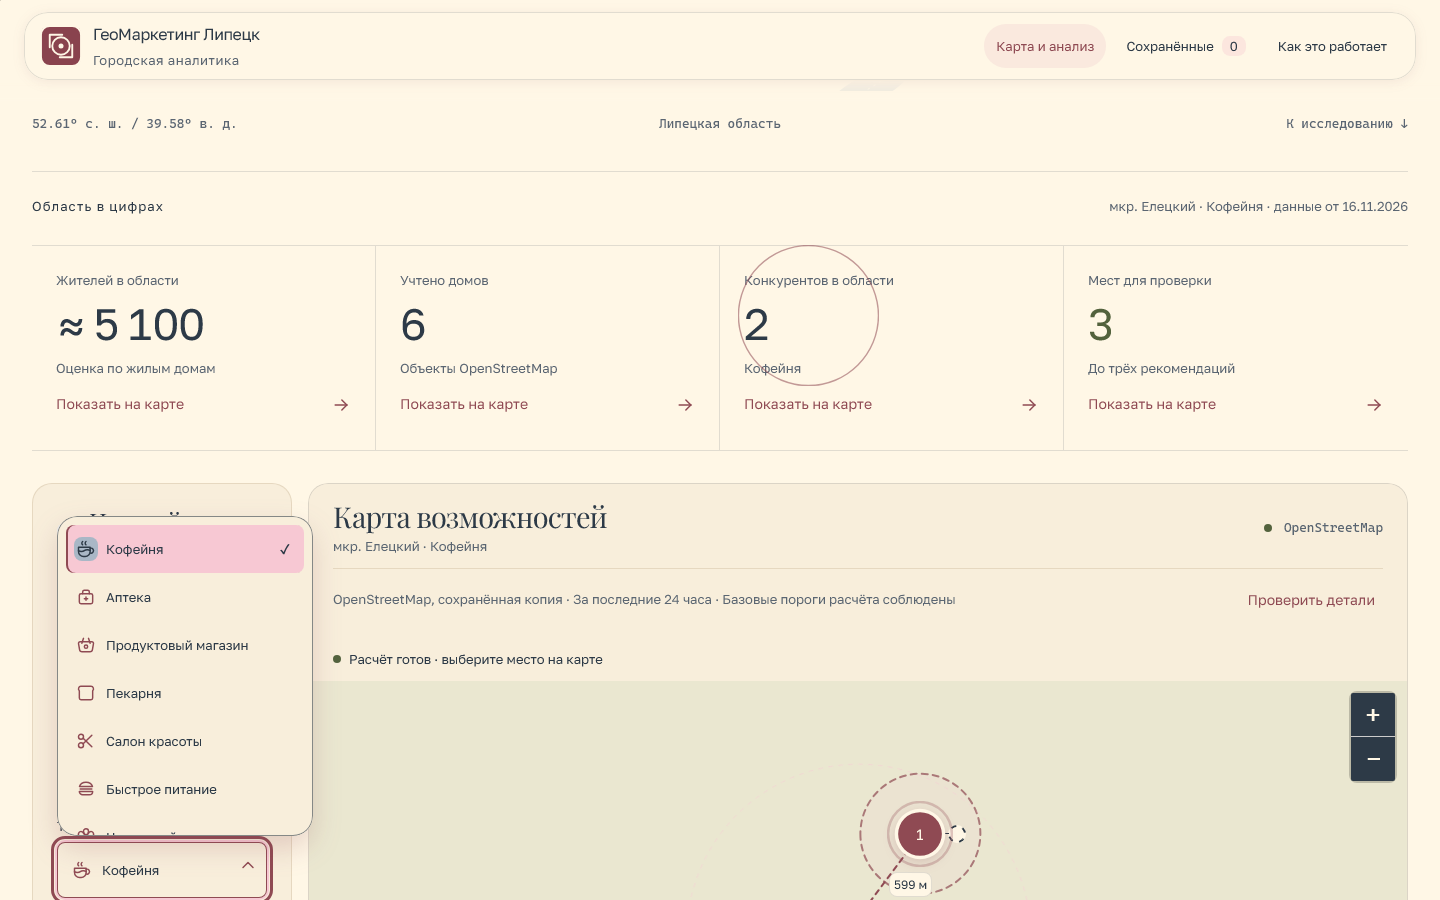 ГеоМаркетинг Липецк
Городская аналитика
Карта и анализ
Сохранённые 0
Как это работает
52.61° с. ш. / 39.58° в. д.
Липецкая область
К исследованию ↓
Область в цифрах
мкр. Елецкий · Кофейня · данные от 16.11.2026
Жителей в области
≈ 5 100
Оценка по жилым домам
Показать на карте →
Учтено домов
6
Объекты OpenStreetMap
Показать на карте →
Конкурентов в области
2
Кофейня
Показать на карте →
Мест для проверки
3
До трёх рекомендаций
Показать на карте →
Кофейня ✓
Аптека
Продуктовый магазин
Пекарня
Салон красоты
Быстрое питание
Кофейня
Карта возможностей
мкр. Елецкий · Кофейня
OpenStreetMap
OpenStreetMap, сохранённая копия · За последние 24 часа · Базовые пороги расчёта соблюдены
Проверить детали
Расчёт готов · выберите место на карте
+
−
1
599 м